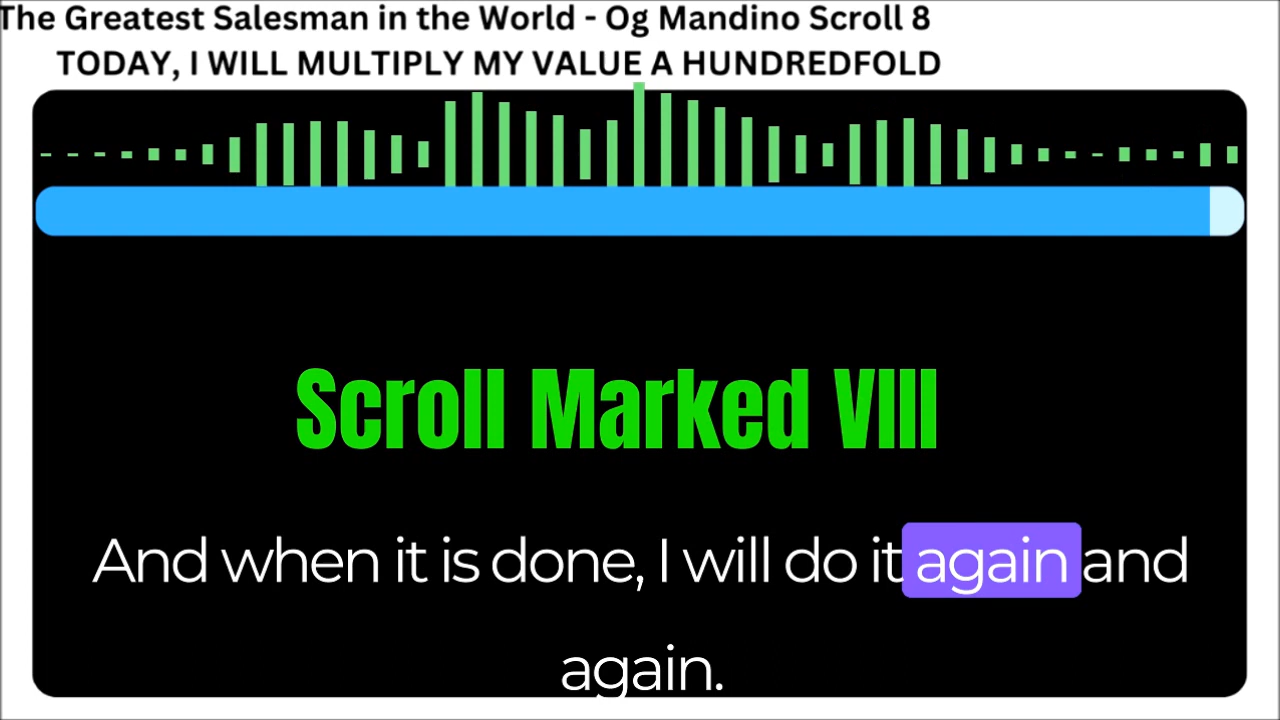 The Greatest Salesman in the World - Og Mandino Scroll 8
TODAY, I WILL MULTIPLY MY VALUE A HUNDREDFOLD
Scroll Marked VIII
And when it is done, I will do it again and
again.